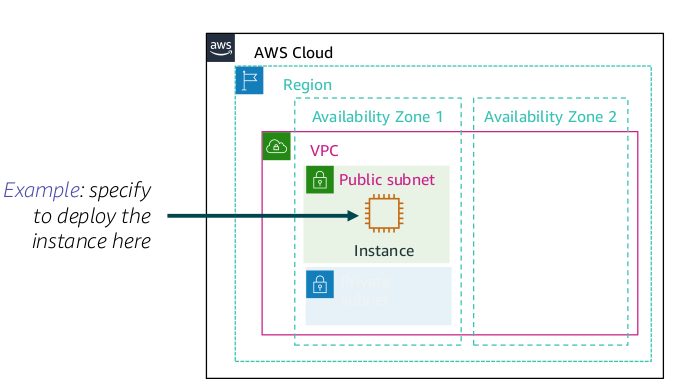 aws
AWS Cloud
Region
Availability Zone 1
Availability Zone 2
VPC
Public subnet
Example: specify
to deploy the
instance here
Instance